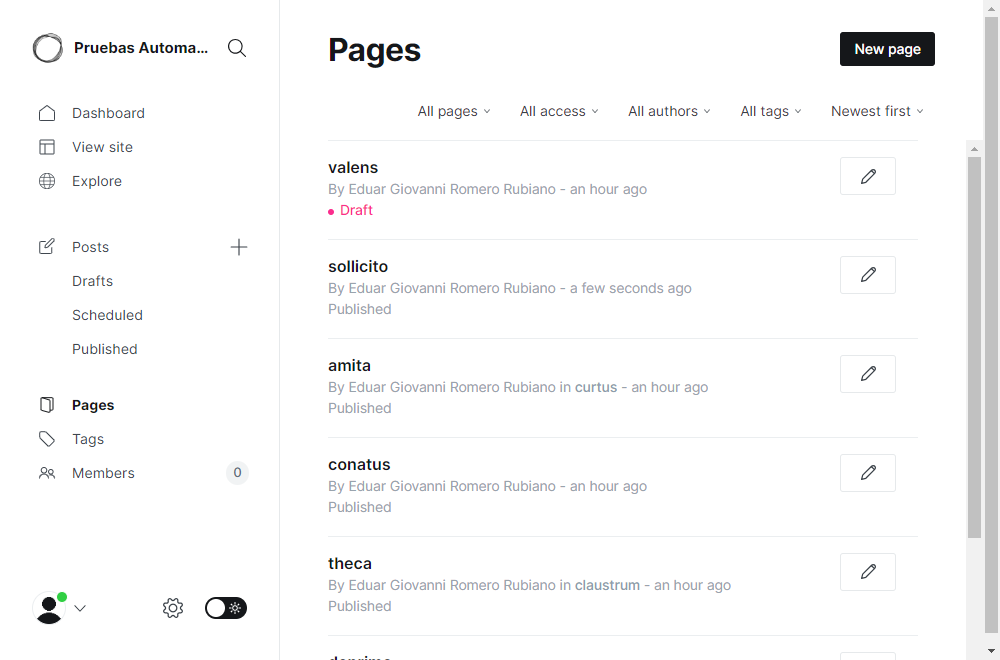 Pruebas Automa...
Dashboard
View site
Explore
Posts
Drafts
Scheduled
Published
Pages
Tags
Members 0
Pages
New page
All pages All access All authors All tags Newest first
valens
By Eduar Giovanni Romero Rubiano - an hour ago
Draft
sollicito
By Eduar Giovanni Romero Rubiano - a few seconds ago
Published
amita
By Eduar Giovanni Romero Rubiano in curtus - an hour ago
Published
conatus
By Eduar Giovanni Romero Rubiano - an hour ago
Published
theca
By Eduar Giovanni Romero Rubiano in claustrum - an hour ago
Published